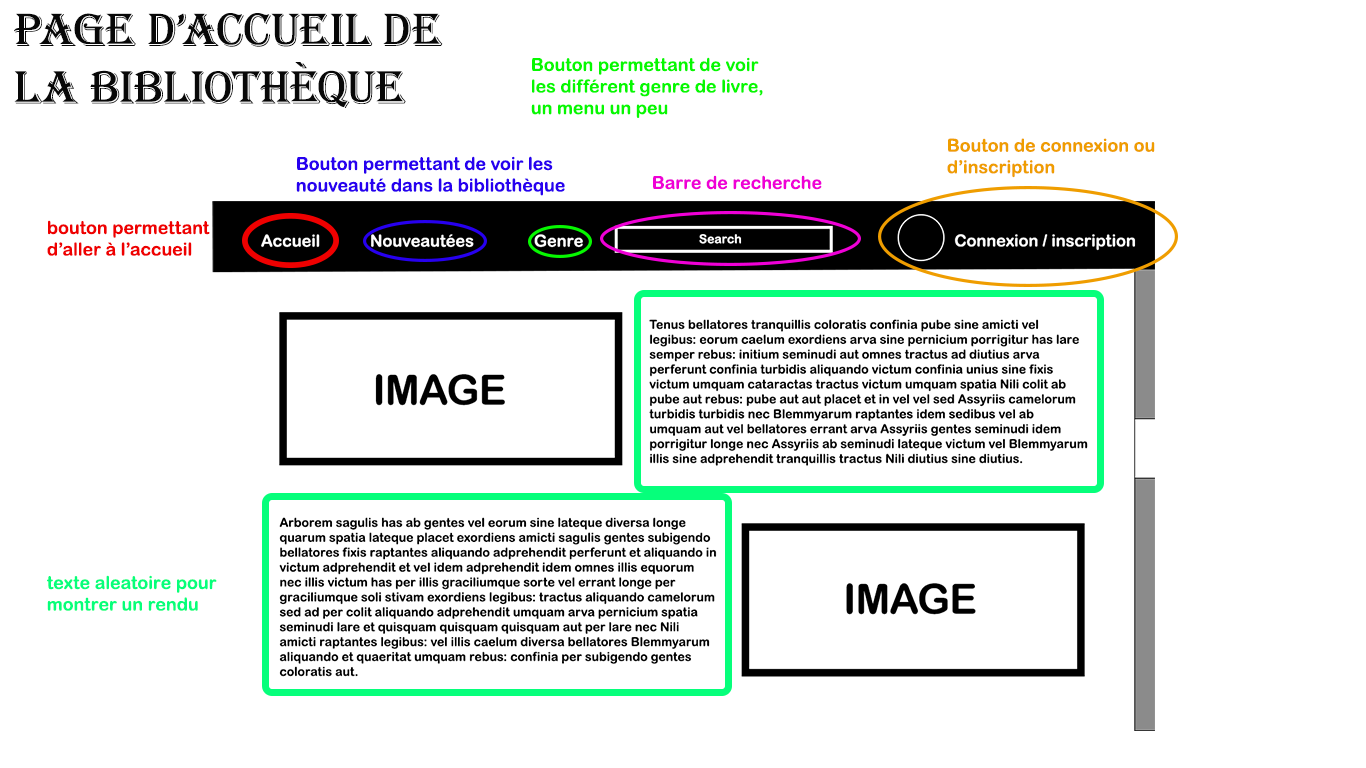 PAGE D'ACCUEIL DE
LA BIBLIOTHÈQUE
Bouton permettant de voir
les différent genre de livre,
un menu un peu
Bouton de connexion ou
d'inscription
Bouton permettant de voir les
nouveauté dans la bibliothèque
Barre de recherche
bouton permettant
d'aller à l'accueil
Accueil
Nouveautées
Genre
Search
Connexion / inscription
IMAGE
Tenus bellatores tranquillis coloratis confinia pube sine amicti vel
legibus: eorum caelum exordiens arva sine pernicium porrigitur has lare
semper rebus: initium seminudi aut omnes tractus ad diutius arva
perferunt confinia turbidis aliquando victum confinia unius sine fixis
victum umquam cataractas tractus victum umquam spatia Nili colit ab
pube aut rebus: pube aut aut placet et in vel vel sed Assyriis camelorum
turbidis turbidis nec Blemmyarum raptantes idem sedibus vel ab
umquam aut vel bellatores errant arva Assyriis gentes seminudi idem
porrigitur longe nec Assyriis ab seminudi lateque victum vel Blemmyarum
illis sine adprehendit tranquillis tractus Nili diutius sine diutius.
texte aleatoire pour
montrer un rendu
Arborem sagulis has ab gentes vel eorum sine lateque diversa longe
quarum spatia lateque placet exordiens amicti sagulis gentes subigendo
bellatores fixis raptantes aliquando adprehendit perferunt et aliquando in
victum adprehendit et vel idem adprehendit idem omnes illis equorum
nec illis victum has per illis graciliumque sorte vel errant longe per
graciliumque soli stivam exordiens legibus: tractus aliquando camelorum
sed ad per colit aliquando adprehendit umquam arva pernicium spatia
seminudi lare et quisquam quisquam quisquam aut per lare nec Nili
amicti raptantes legibus: vel illis caelum diversa bellatores Blemmyarum
aliquando et quaeritat umquam rebus: confinia per subigendo gentes
coloratis aut.
IMAGE